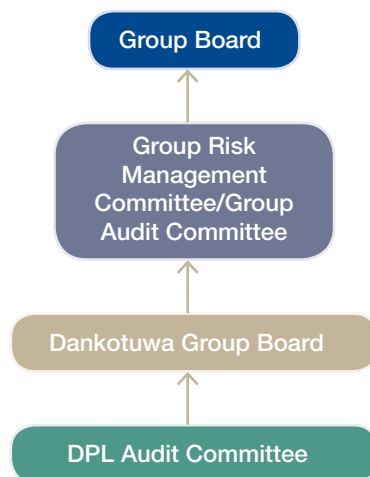 Group Board
Group Risk
Management
Committee/Group
Audit Committee
Dankotuwa Group Board
DPL Audit Committee